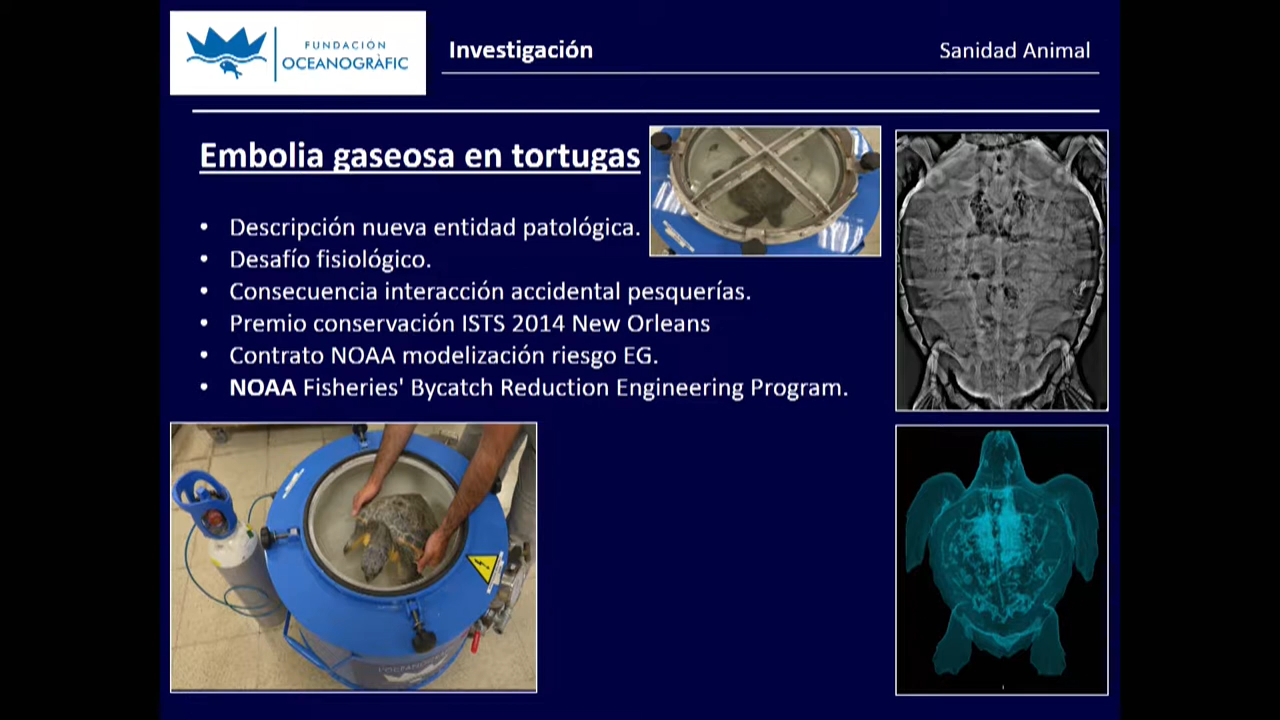 FUNDACIÓN
OCEANOGRÀFIC
Investigación
Sanidad Animal
Embolia gaseosa en tortugas
• Descripción nueva entidad patológica.
• Desafío fisiológico.
• Consecuencia interacción accidental pesquerías.
• Premio conservación ISTS 2014 New Orleans
• Contrato NOAA modelización riesgo EG.
• NOAA Fisheries' Bycatch Reduction Engineering Program.